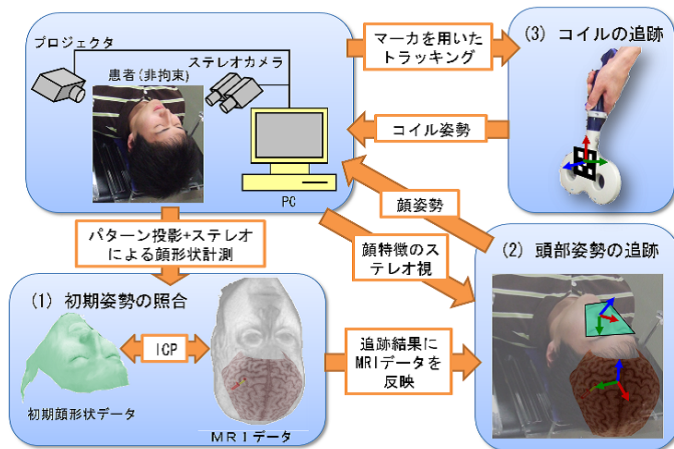 プロジェクタ
ステレオカメラ
患者(非拘束)
PC
マーカを用いた
トラッキング
(3) コイルの追跡
コイル姿勢
顔姿勢
パターン投影+ステレオ
による顔形状計測
顔特徴のス
テレオ視
(2) 頭部姿勢の追跡
(1) 初期姿勢の照合
ICP
追跡結果に
MRIデータを
反映
初期顔形状データ
MRIデータ